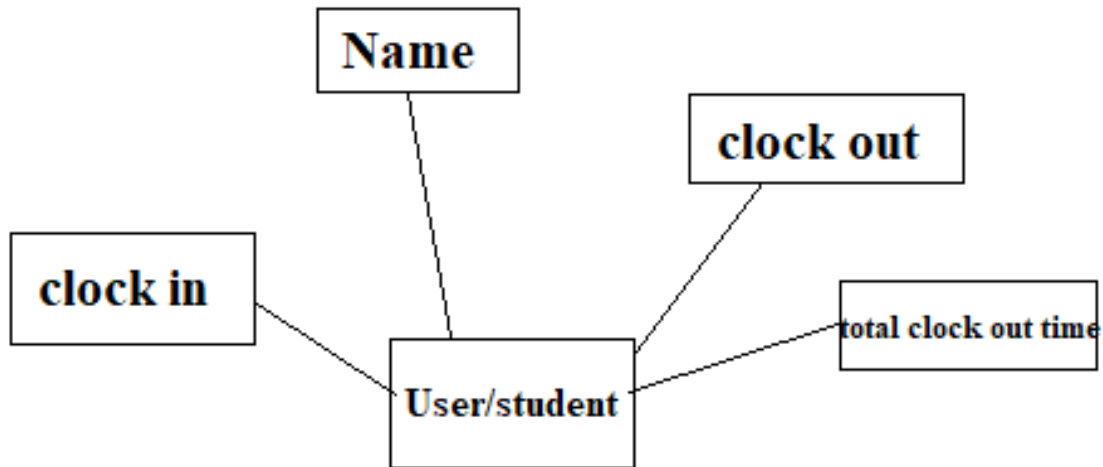 Name
clock out
clock in
total clock out time
User/student